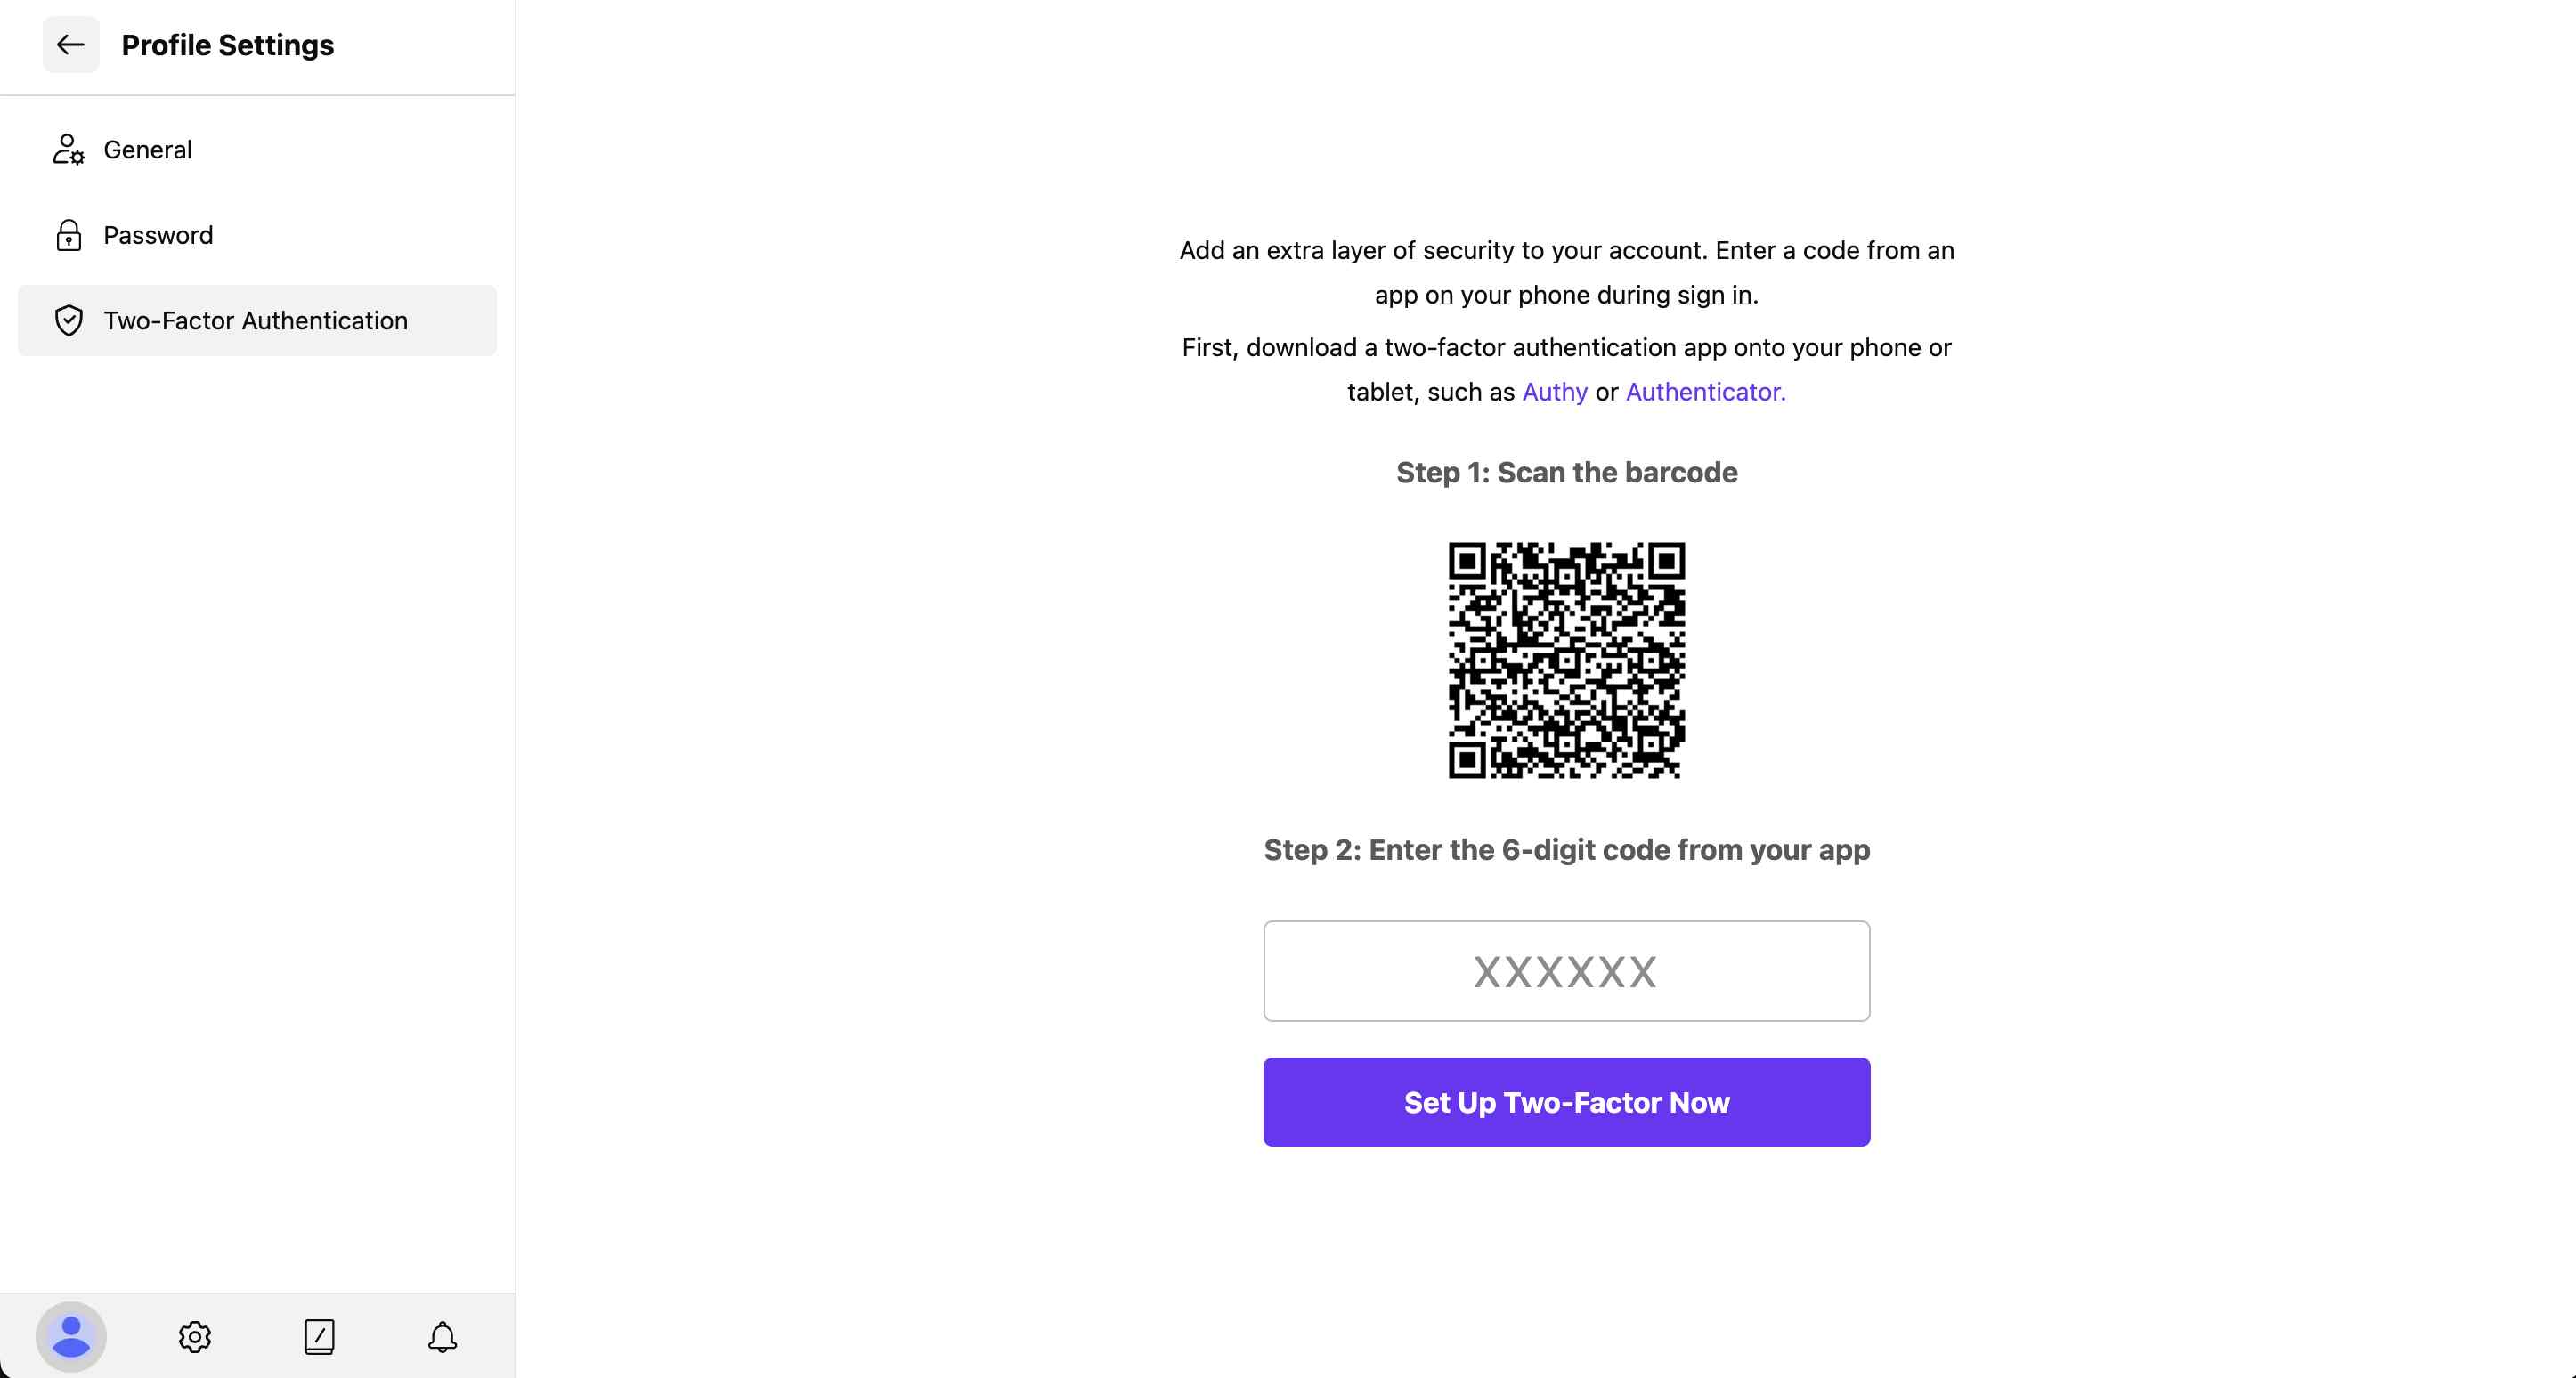 Profile Settings
General
Password
Two-Factor Authentication
Add an extra layer of security to your account. Enter a code from an
app on your phone during sign in.
First, download a two-factor authentication app onto your phone or
tablet, such as Authy or Authenticator.
Step 1: Scan the barcode
Step 2: Enter the 6-digit code from your app
XXXXXX
Set Up Two-Factor Now